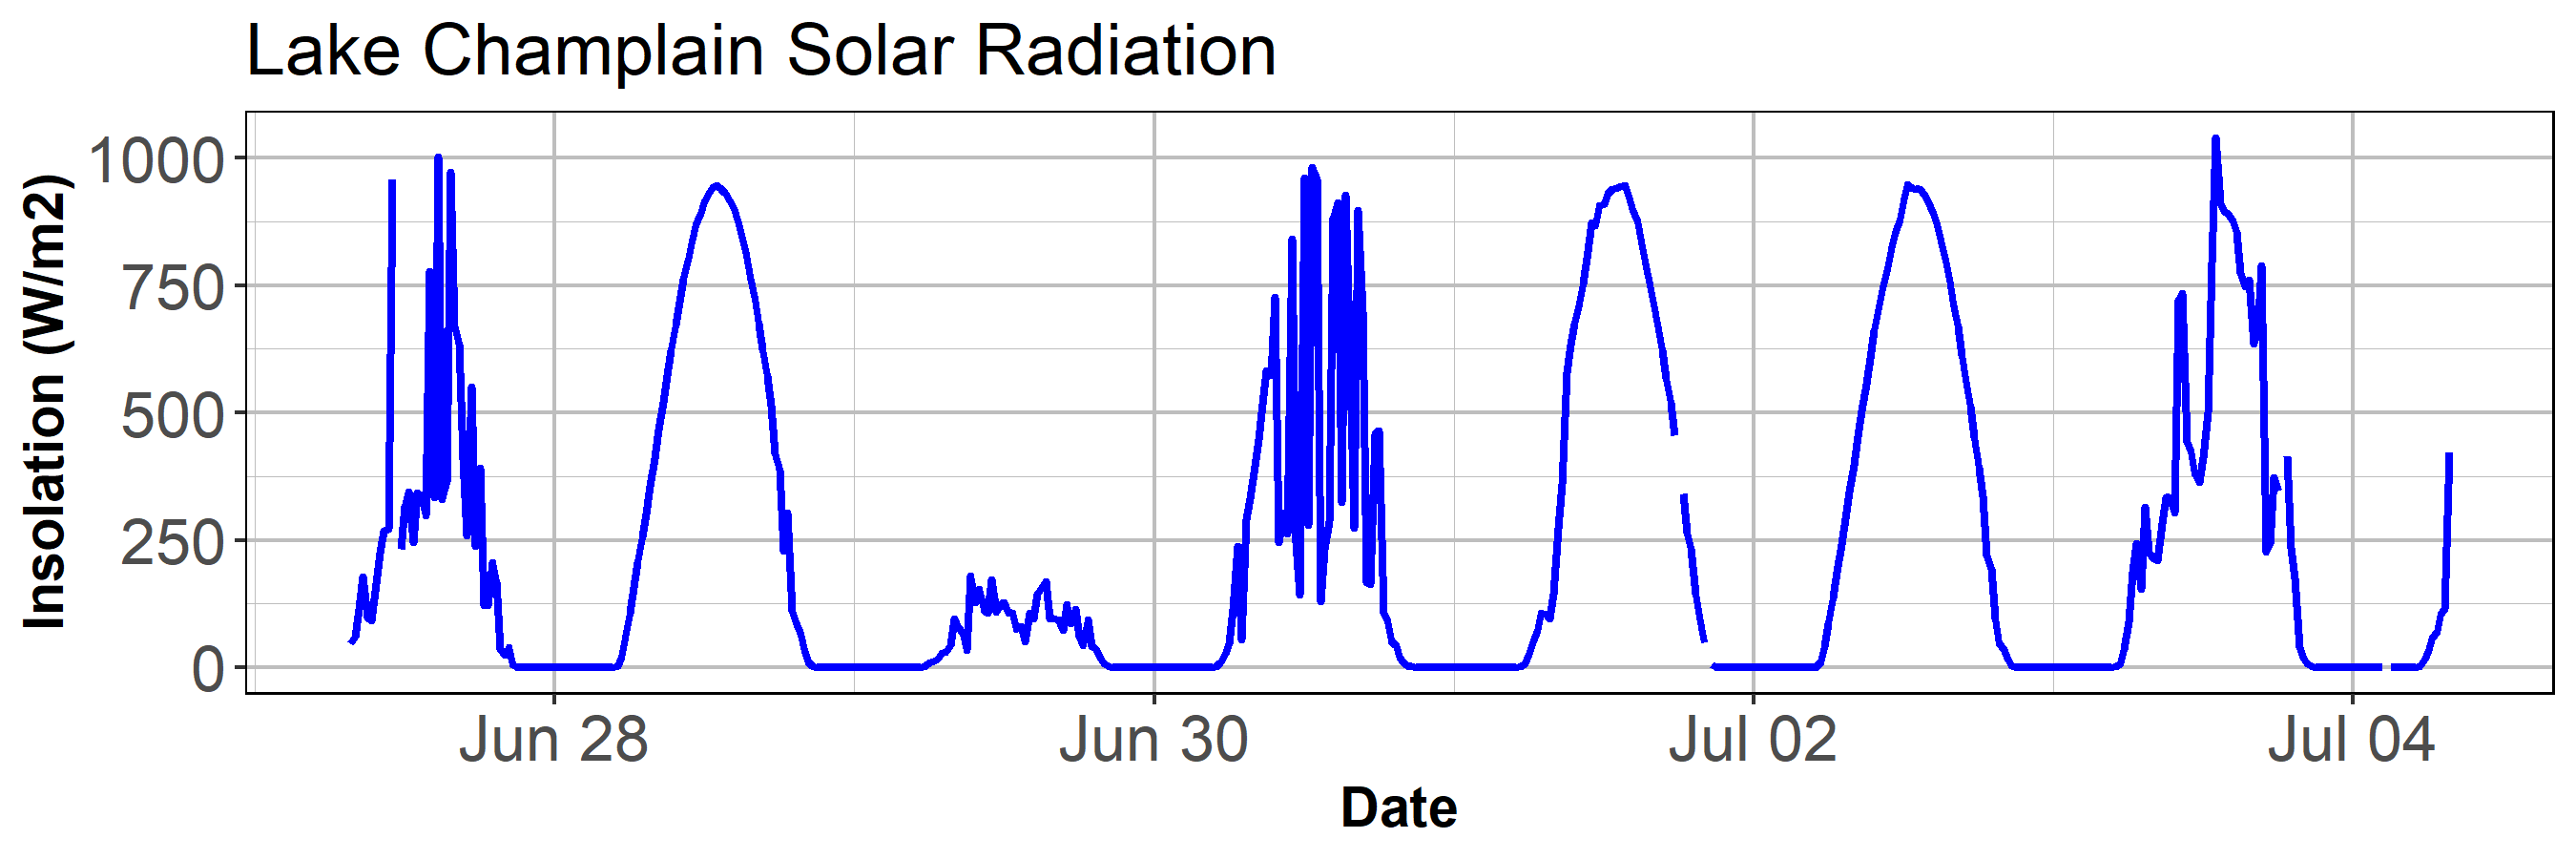 Lake Champlain Solar Radiation
Insolation (W/m2)
1000
750
500
250
0
Jun 28 Jun 30 Jul 02 Jul 04
Date